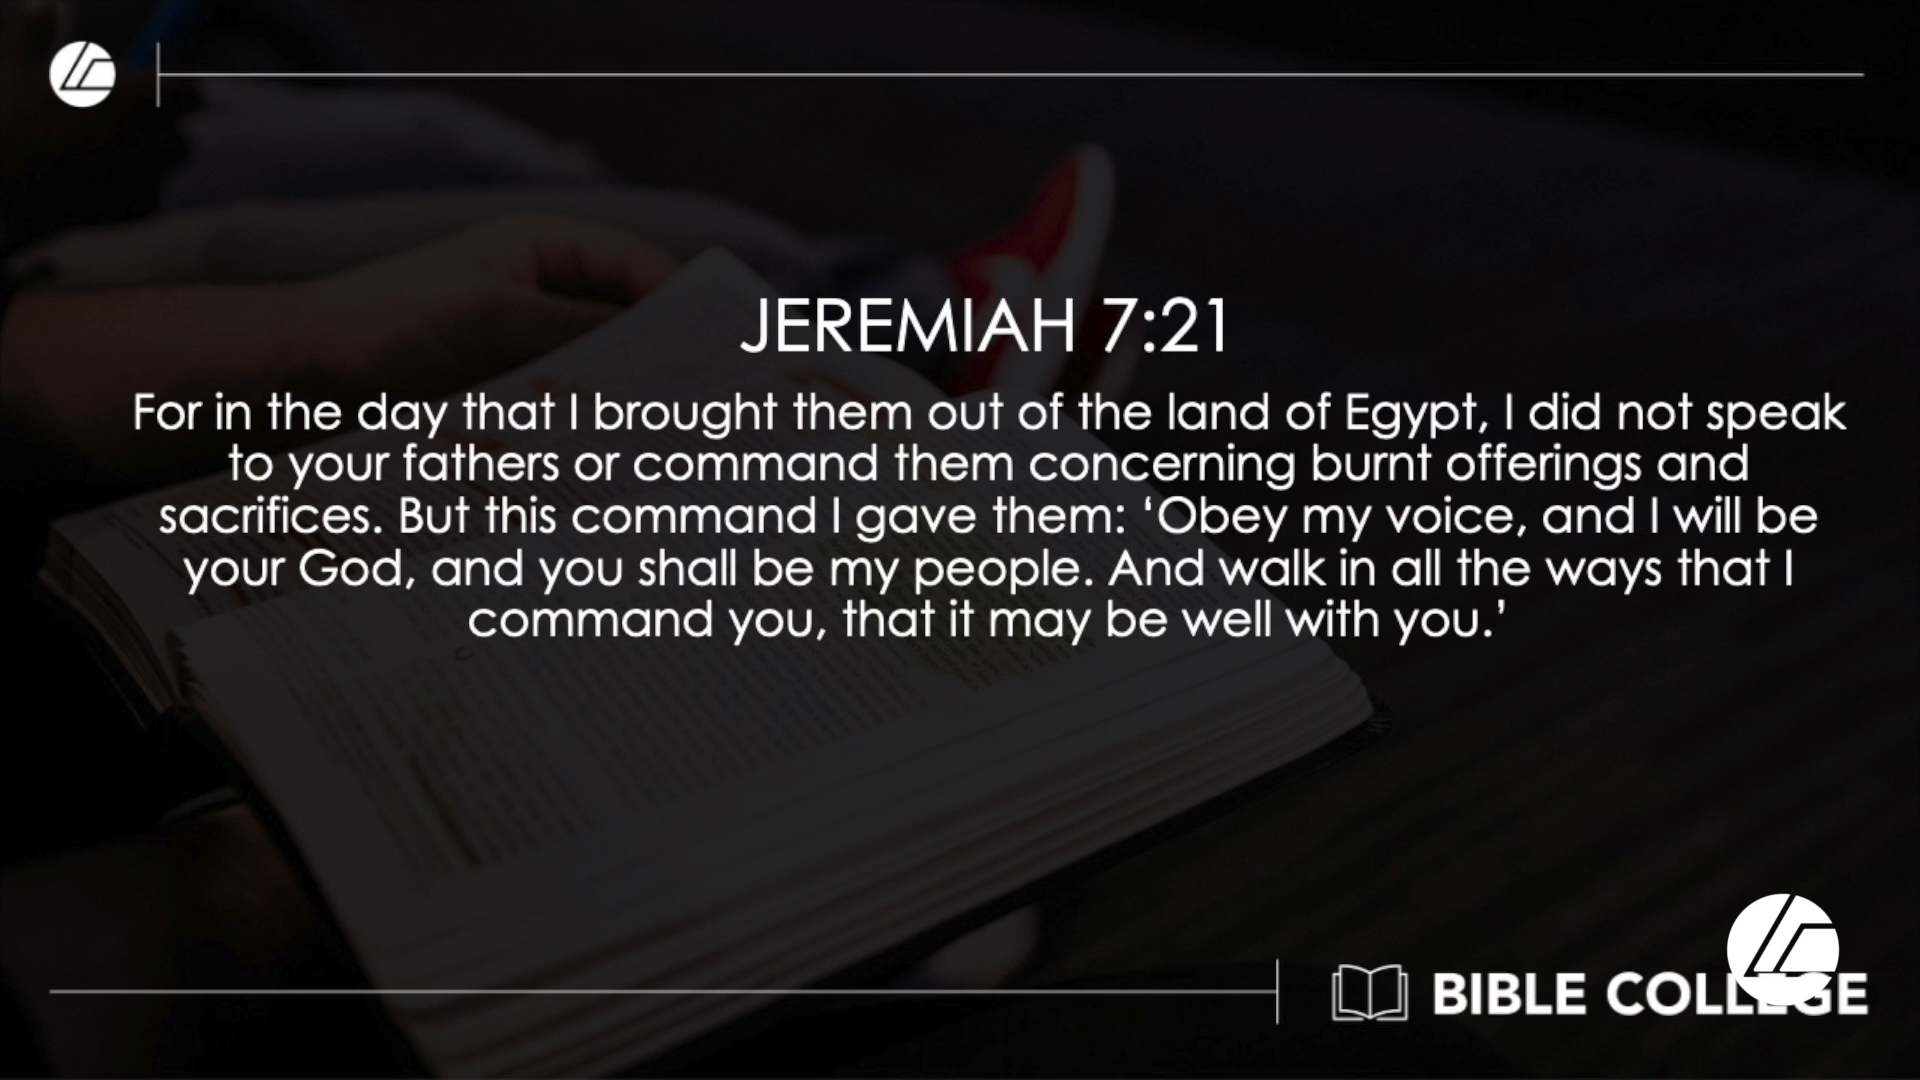 JEREMIAH 7:21
For in the day that I brought them out of the land of Egypt, I did not speak
to your fathers or command them concerning burnt offerings and
sacrifices. But this command I gave them: ‘Obey my voice, and I will be
your God, and you shall be my people. And walk in all the ways that I
command you, that it may be well with you.’
BIBLE COLLEGE